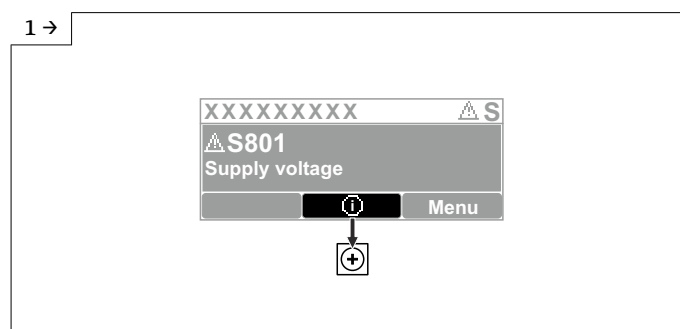 1 →
XXXXXXXXX ⚠ S
⚠S801
Supply voltage
ⓘ Menu
+